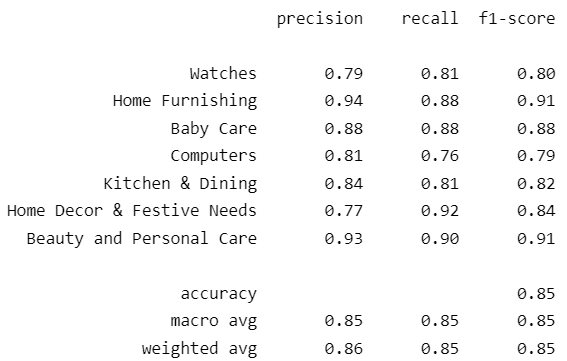 precision recall f1-score
Watches 0.79 0.81 0.80
Home Furnishing 0.94 0.88 0.91
Baby Care 0.88 0.88 0.88
Computers 0.81 0.76 0.79
Kitchen & Dining 0.84 0.81 0.82
Home Decor & Festive Needs 0.77 0.92 0.84
Beauty and Personal Care 0.93 0.90 0.91
accuracy 0.85
macro avg 0.85 0.85 0.85
weighted avg 0.86 0.85 0.85